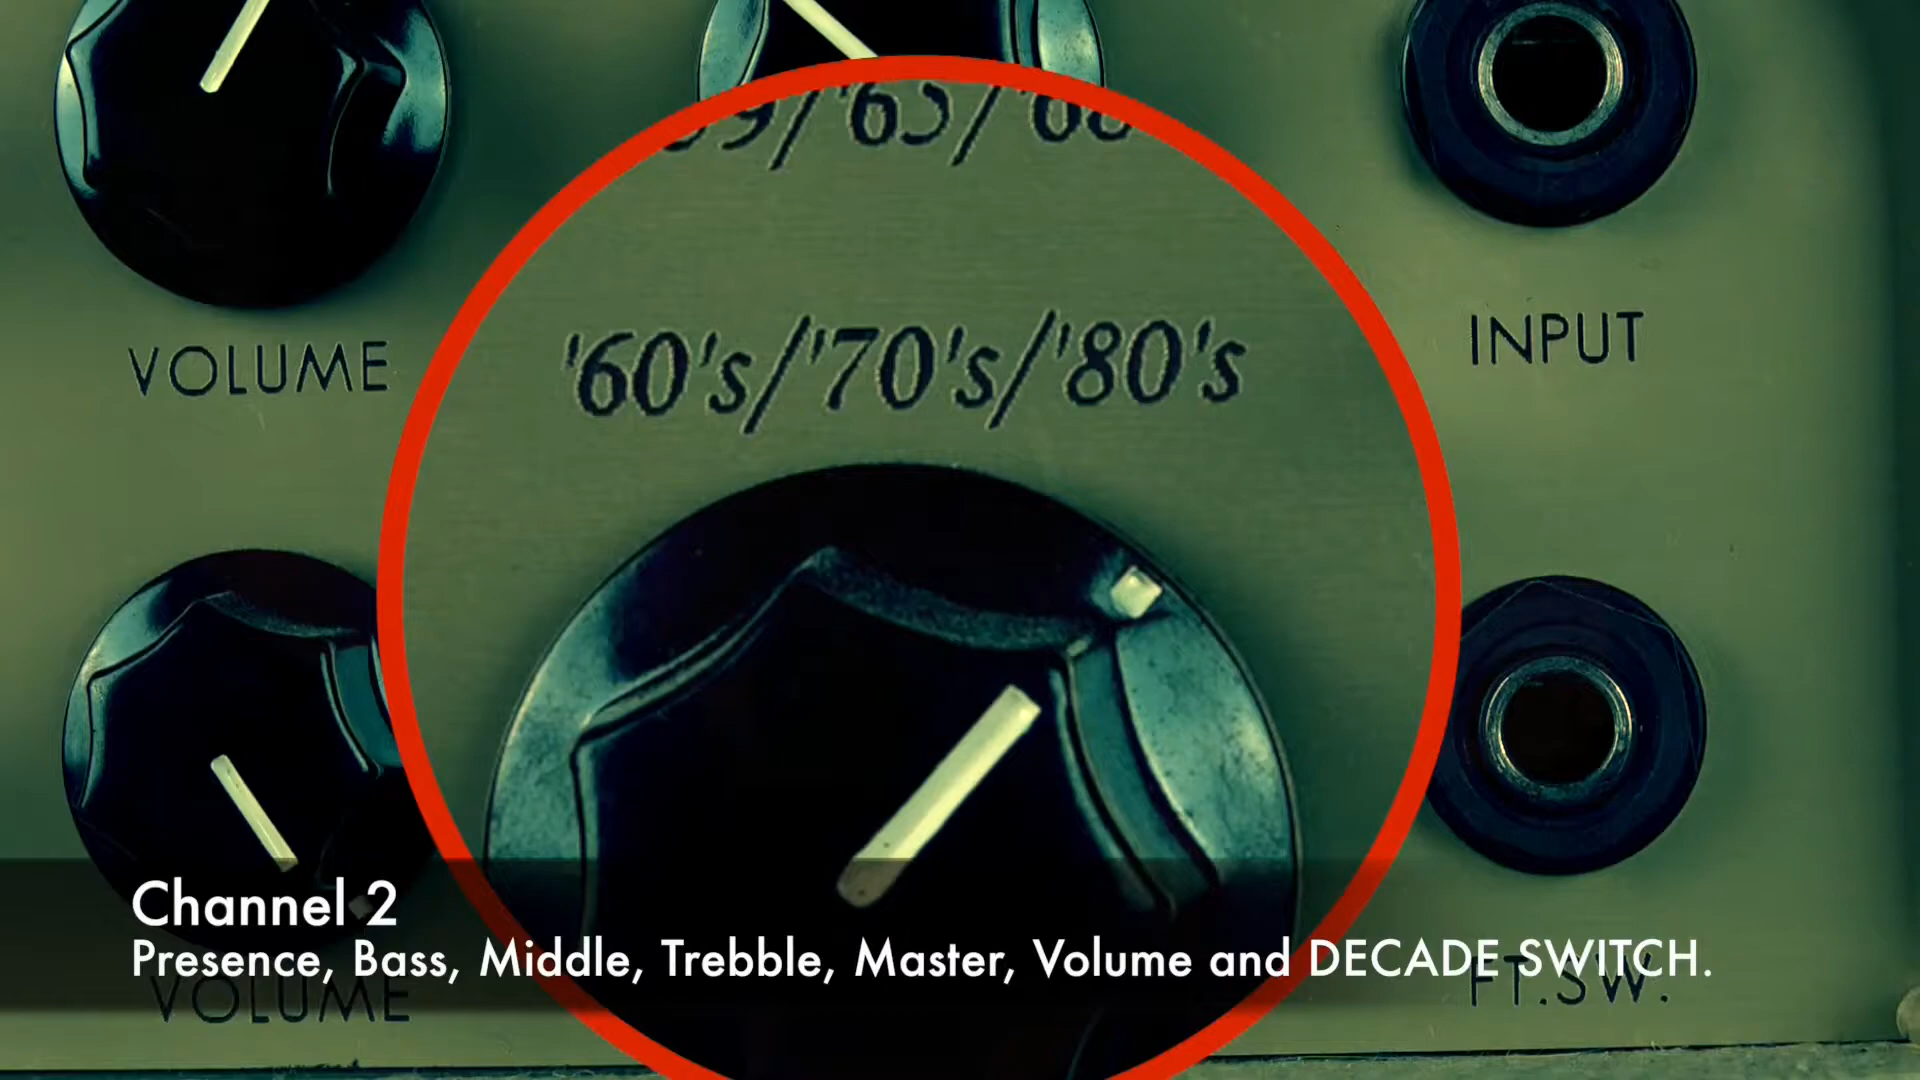 '60's/'70's/'80's
VOLUME
INPUT
Channel 2
Presence, Bass, Middle, Trebble, Master, Volume and DECADE SWITCH.
VOLUME
FT.SW.